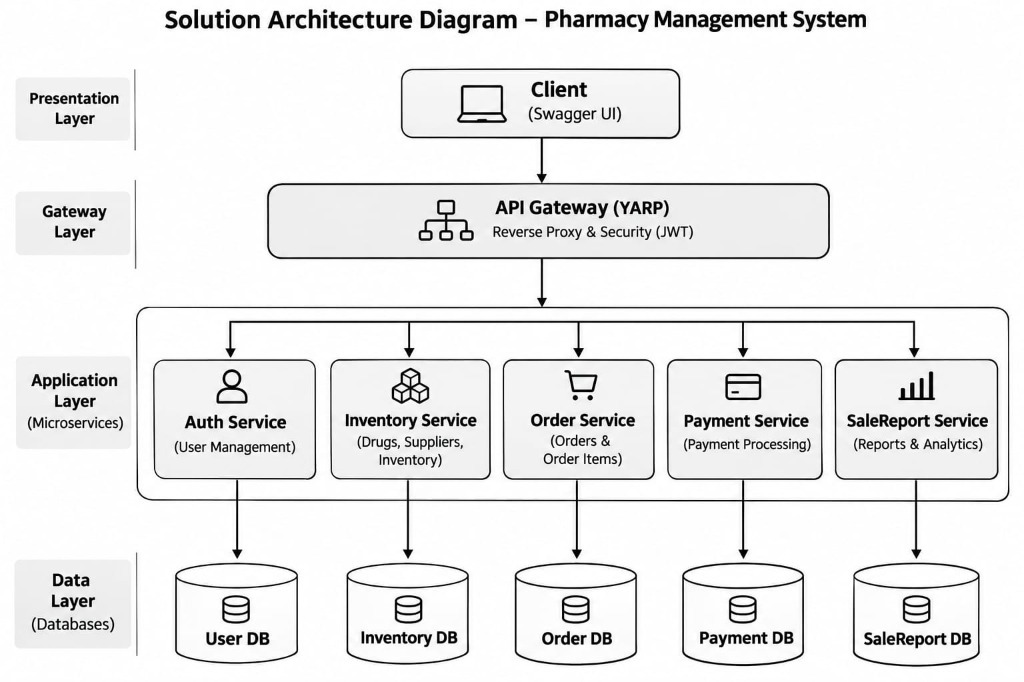 Solution Architecture Diagram – Pharmacy Management System
Presentation
Layer
Client
(Swagger UI)
Gateway
Layer
API Gateway (YARP)
Reverse Proxy & Security (JWT)
Application
Layer
(Microservices)
Auth Service
(User Management)
Inventory Service
(Drugs, Suppliers,
Inventory)
Order Service
(Orders &
Order Items)
Payment Service
(Payment Processing)
SaleReport Service
(Reports & Analytics)
Data
Layer
(Databases)
User DB
Inventory DB
Order DB
Payment DB
SaleReport DB